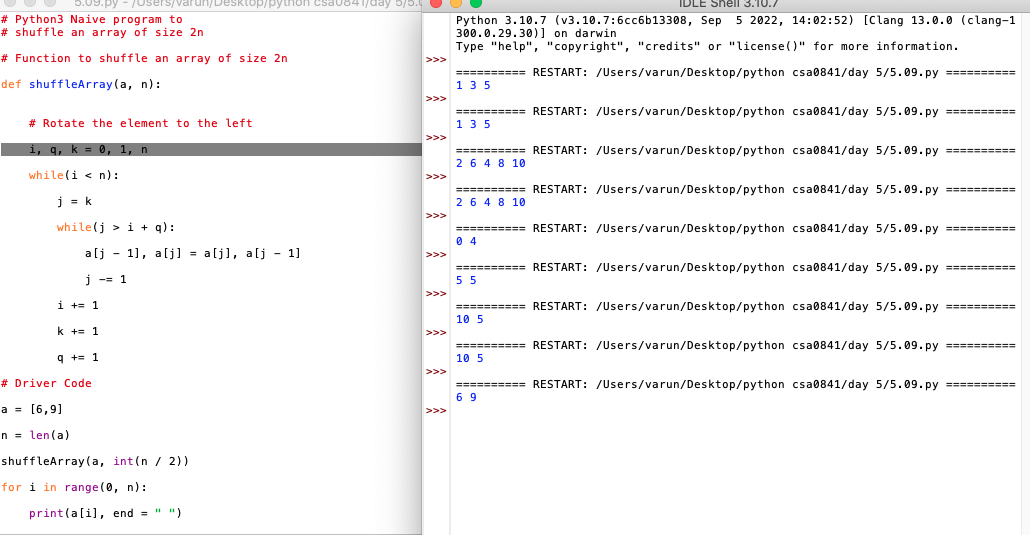 5.09.py - /Users/varun/Desktop/python csa0841/day 5/5.0
# Python3 Naive program to
# shuffle an array of size 2n
# Function to shuffle an array of size 2n
def shuffleArray(a, n):
# Rotate the element to the left
i, q, k = 0, 1, n
while(i < n):
j = k
while(j > i + q):
a[j - 1], a[j] = a[j], a[j - 1]
j -= 1
i += 1
k += 1
q += 1
# Driver Code
a = [6,9]
n = len(a)
shuffleArray(a, int(n / 2))
for i in range(0, n):
print(a[i], end = " ")
IDLE Shell 3.10.7
Python 3.10.7 (v3.10.7:6cc6b13308, Sep  5 2022, 14:02:52) [Clang 13.0.0 (clang-1
300.0.29.30)] on darwin
Type "help", "copyright", "credits" or "license()" for more information.
>>>
========== RESTART: /Users/varun/Desktop/python csa0841/day 5/5.09.py ==========
1 3 5
>>>
========== RESTART: /Users/varun/Desktop/python csa0841/day 5/5.09.py ==========
1 3 5
>>>
========== RESTART: /Users/varun/Desktop/python csa0841/day 5/5.09.py ==========
2 6 4 8 10
>>>
========== RESTART: /Users/varun/Desktop/python csa0841/day 5/5.09.py ==========
2 6 4 8 10
>>>
========== RESTART: /Users/varun/Desktop/python csa0841/day 5/5.09.py ==========
0 4
>>>
========== RESTART: /Users/varun/Desktop/python csa0841/day 5/5.09.py ==========
5 5
>>>
========== RESTART: /Users/varun/Desktop/python csa0841/day 5/5.09.py ==========
10 5
>>>
========== RESTART: /Users/varun/Desktop/python csa0841/day 5/5.09.py ==========
10 5
>>>
========== RESTART: /Users/varun/Desktop/python csa0841/day 5/5.09.py ==========
6 9
>>>